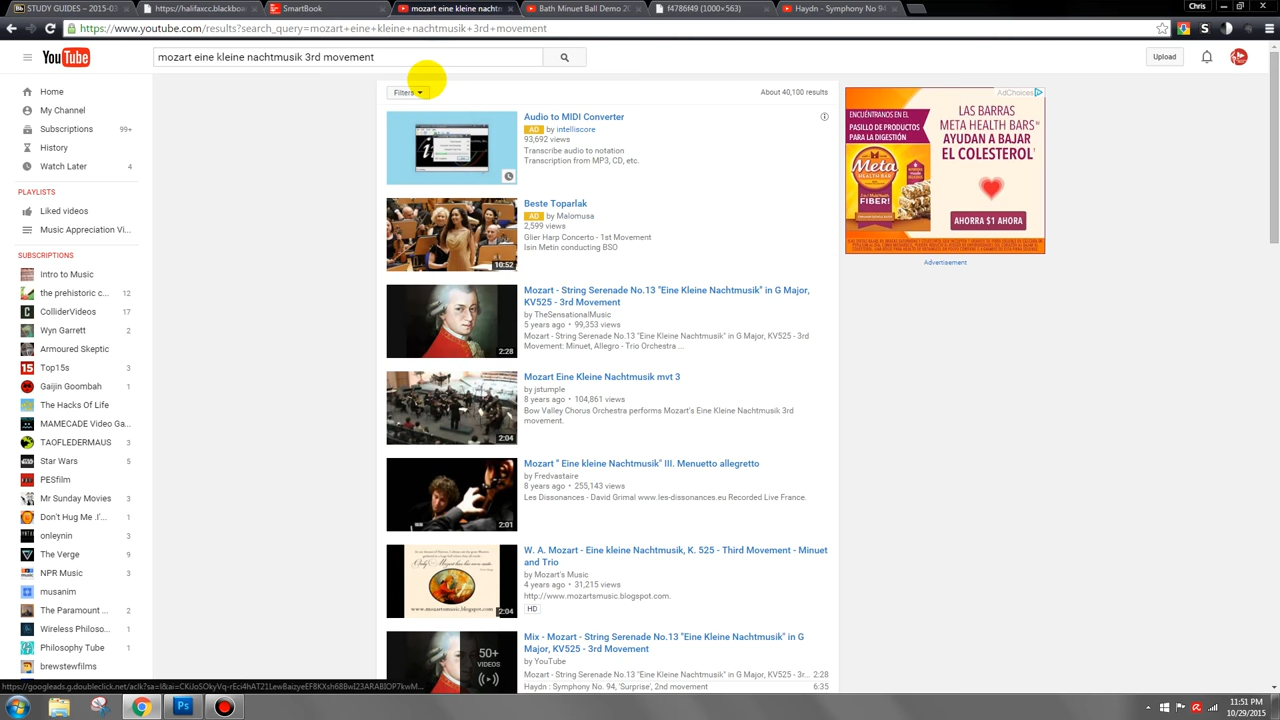 STUDY GUIDES – 2015-10
https://halifaxcc.blackbo
SmartBook
mozart eine kleine nachtm
Bath Minuet Ball Demo 20
f4786f49 (1000×563)
Haydn - Symphony No 94
Chris
https://www.youtube.com/results?search_query=mozart+eine+kleine+nachtmusik+3rd+movement
YouTube
mozart eine kleine nachtmusik 3rd movement
Upload
Home
My Channel
Subscriptions 99+
History
Watch Later 4
PLAYLISTS
Liked videos
Music Appreciation Vi...
SUBSCRIPTIONS
Intro to Music
the prehistoric c... 12
ColliderVideos 17
Wyn Garrett 2
Armoured Skeptic
Top15s 3
Gaijin Goombah 1
The Hacks Of Life
MAMECADE Video Ga...
TAOFLEDERMAUS 3
Star Wars 5
PESfilm
Mr Sunday Movies 3
Don't Hug Me .I'... 3
onleynin 3
The Verge 9
NPR Music 3
musanim
The Paramount ... 2
Wireless Philoso... 1
Philosophy Tube 1
brewstewfilms
Filters
About 40,100 results
Audio to MIDI Converter
AD by intelliscore
93,692 views
Transcribe audio to notation
Transcription from MP3, CD, etc.
10:52
Beste Toparlak
AD by Malomusa
2,599 views
Glier Harp Concerto - 1st Movement
Isin Metin conducting BSO
2:28
Mozart - String Serenade No.13 "Eine Kleine Nachtmusik" in G Major,
KV525 - 3rd Movement
by TheSensationalMusic
5 years ago • 99,353 views
Mozart - String Serenade No.13 "Eine Kleine Nachtmusik" in G Major, KV525 - 3rd
Movement: Minuet, Allegro - Trio Orchestra ...
2:04
Mozart Eine Kleine Nachtmusik mvt 3
by jstumple
8 years ago • 104,861 views
Bow Valley Chorus Orchestra performs Mozart's Eine Kleine Nachtmusik 3rd
movement.
2:01
Mozart " Eine kleine Nachtmusik" III. Menuetto allegretto
by Fredvastaire
8 years ago • 255,143 views
Les Dissonances - David Grimal www.les-dissonances.eu Recorded Live France.
www.mozartsmusic.blogspot.com
2:04
W. A. Mozart - Eine kleine Nachtmusik, K. 525 - Third Movement - Minuet
and Trio
by Mozart's Music
4 years ago • 31,215 views
http://www.mozartsmusic.blogspot.com.
HD
50+
VIDEOS
Mix - Mozart - String Serenade No.13 "Eine Kleine Nachtmusik" in G
Major, KV525 - 3rd Movement
by YouTube
Mozart - String Serenade No.13 "Eine Kleine Nachtmusik" in G Major, KV525 - 3r... 2:28
Haydn : Symphony No. 94, 'Surprise', 2nd movement 6:35
AdChoices
ENCUÉNTRANOS EN EL
PASILLO DE PRODUCTOS
PARA LA DIGESTIÓN
Meta
HEALTH BAR
FIBER!
LAS BARRAS
META HEALTH BARS
AYUDAN A BAJAR
EL COLESTEROL
AHORRA $1 AHORA
Advertisement
Ps
11:51 PM
10/29/2015